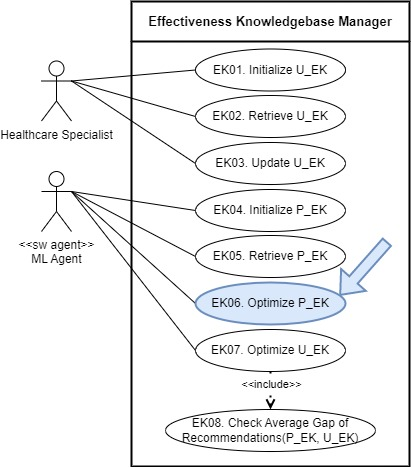 Effectiveness Knowledgebase Manager
EK01. Initialize U_EK
EK02. Retrieve U_EK
Healthcare Specialist
EK03. Update U_EK
EK04. Initialize P_EK
<<sw agent>>
ML Agent
EK05. Retrieve P_EK
EK06. Optimize P_EK
EK07. Optimize U_EK
<<include>>
EK08. Check Average Gap of
Recommendations(P_EK, U_EK)